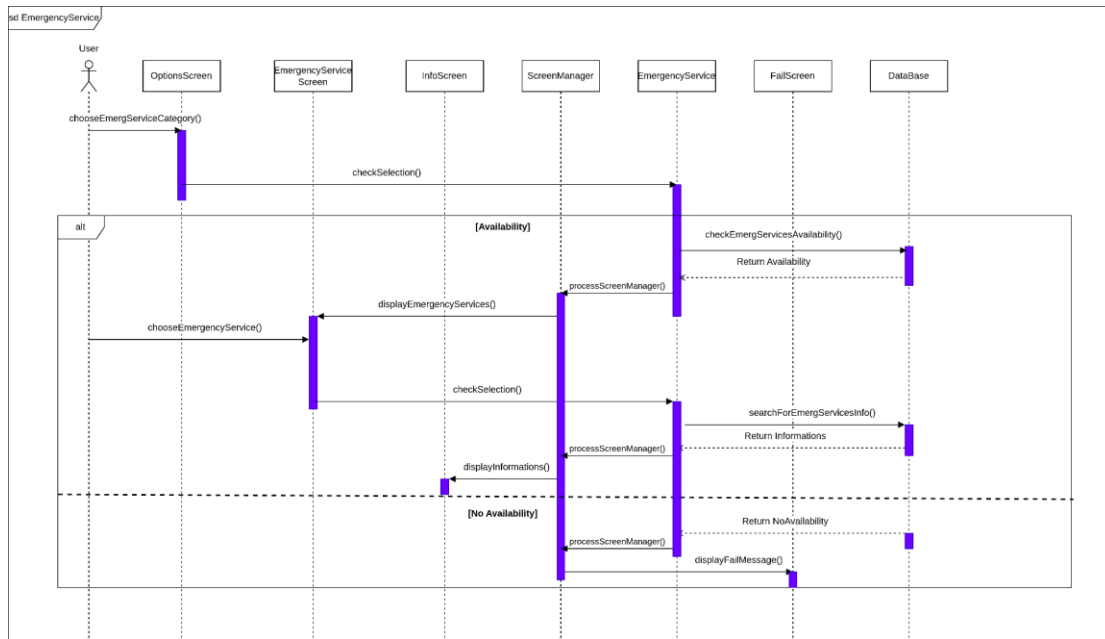 sd EmergencyService
User
OptionsScreen
EmergencyService
Screen
InfoScreen
ScreenManager
EmergencyService
FailScreen
DataBase
chooseEmergServiceCategory()
checkSelection()
alt
[Availability]
checkEmergServicesAvailability()
Return Availability
processScreenManager()
displayEmergencyServices()
chooseEmergencyService()
checkSelection()
searchForEmergServicesInfo()
Return Informations
processScreenManager()
displayInformations()
[No Availability]
Return NoAvailability
processScreenManager()
displayFailMessage()